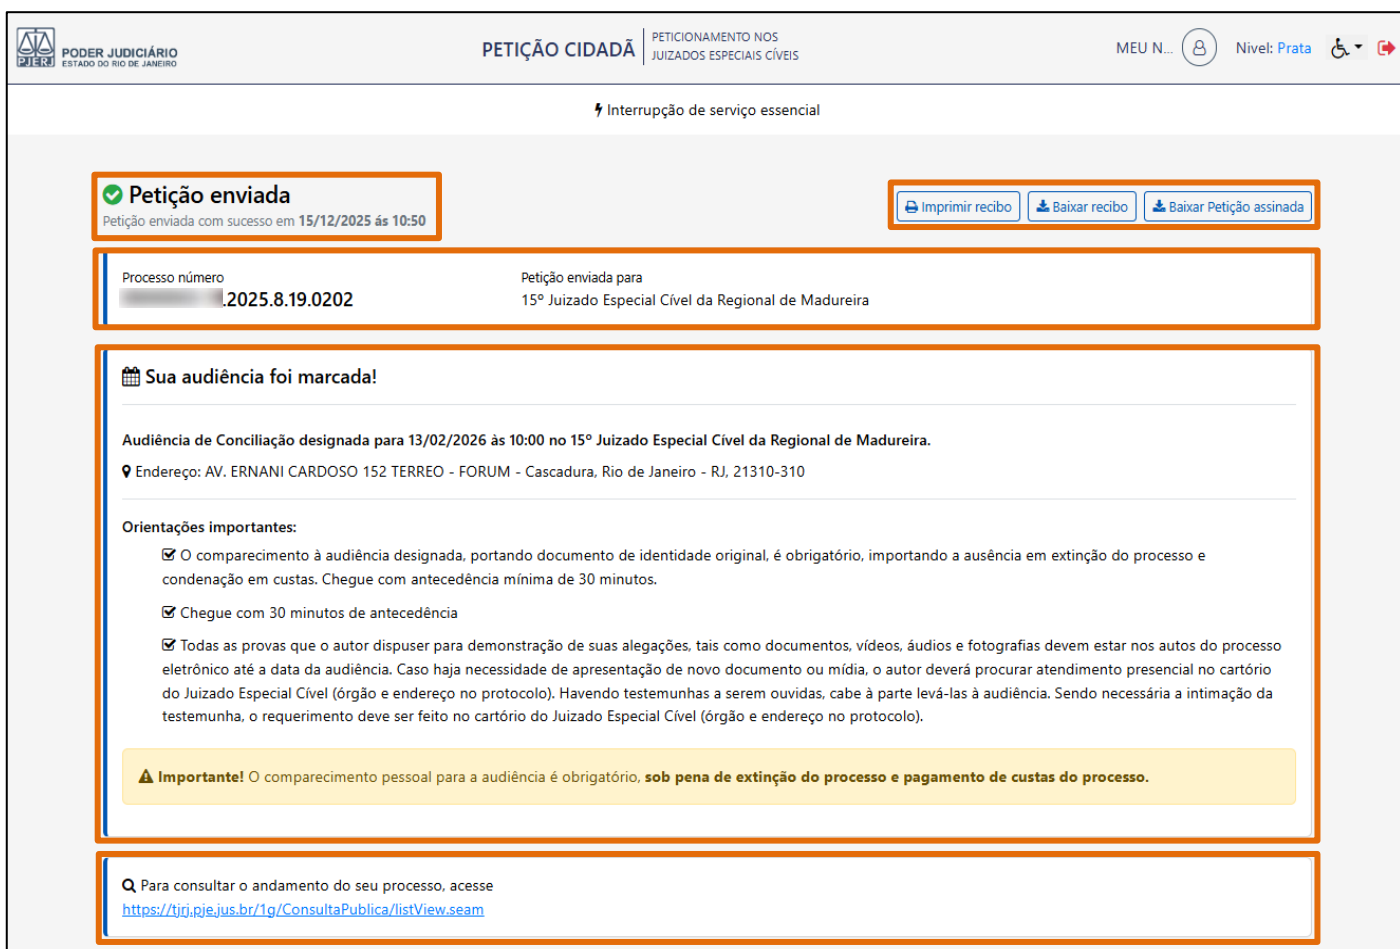 PJERJ
PODER JUDICIÁRIO
ESTADO DO RIO DE JANEIRO
PETIÇÃO CIDADÃ
PETICIONAMENTO NOS
JUIZADOS ESPECIAIS CÍVEIS
MEU N...
Nivel: Prata
Interrupção de serviço essencial
Petição enviada
Petição enviada com sucesso em 15/12/2025 ás 10:50
Imprimir recibo
Baixar recibo
Baixar Petição assinada
Processo número
.2025.8.19.0202
Petição enviada para
15º Juizado Especial Cível da Regional de Madureira
Sua audiência foi marcada!
Audiência de Conciliação designada para 13/02/2026 às 10:00 no 15º Juizado Especial Cível da Regional de Madureira.
Endereço: AV. ERNANI CARDOSO 152 TERREO - FORUM - Cascadura, Rio de Janeiro - RJ, 21310-310
Orientações importantes:
O comparecimento à audiência designada, portando documento de identidade original, é obrigatório, importando a ausência em extinção do processo e
condenação em custas. Chegue com antecedência mínima de 30 minutos.
Chegue com 30 minutos de antecedência
Todas as provas que o autor dispuser para demonstração de suas alegações, tais como documentos, vídeos, áudios e fotografias devem estar nos autos do processo
eletrônico até a data da audiência. Caso haja necessidade de apresentação de novo documento ou mídia, o autor deverá procurar atendimento presencial no cartório
do Juizado Especial Cível (órgão e endereço no protocolo). Havendo testemunhas a serem ouvidas, cabe à parte levá-las à audiência. Sendo necessária a intimação da
testemunha, o requerimento deve ser feito no cartório do Juizado Especial Cível (órgão e endereço no protocolo).
Importante! O comparecimento pessoal para a audiência é obrigatório, sob pena de extinção do processo e pagamento de custas do processo.
Para consultar o andamento do seu processo, acesse
https://tjrj.pje.jus.br/1g/ConsultaPublica/listView.seam